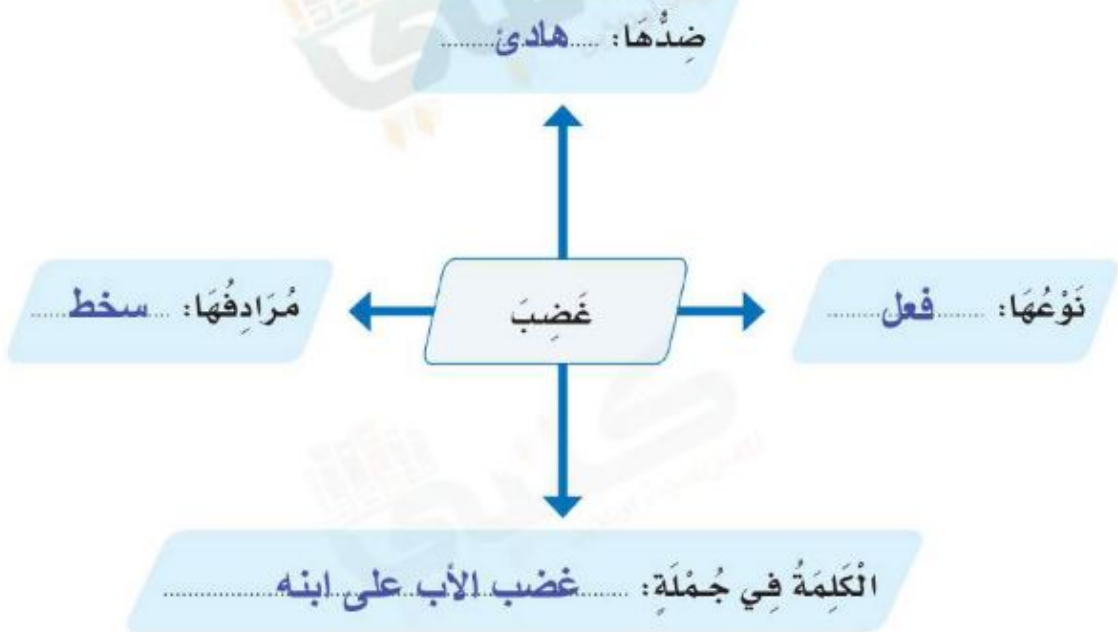 ضِدُّهَا: هادئ
نَوْعُهَا: فعل
غَضِبَ
مُرَادِفُهَا: سخط
الْكَلِمَةُ فِي جُمْلَةٍ: غضب الأب على ابنه